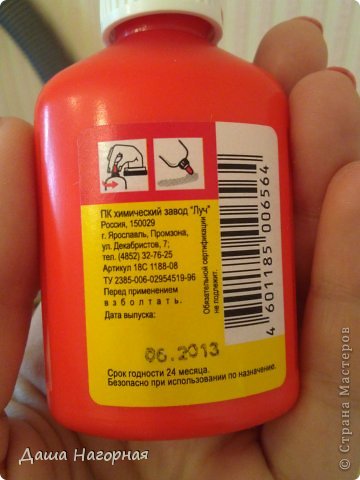 ПК химический завод "Луч"
Россия, 150029
г. Ярославль, Промзона,
ул. Декабристов, 7;
тел. (4852) 32-76-25
Артикул 18С 1188-08
ТУ 2385-006-02954519-96
Перед применением
взболтать.
Дата выпуска:
06.2013
Срок годности 24 месяца.
Безопасно при использовании по назначению.
Обязательной сертификации
не подлежит.
4 601185 006564
Даша Нагорная
© Страна Мастеров